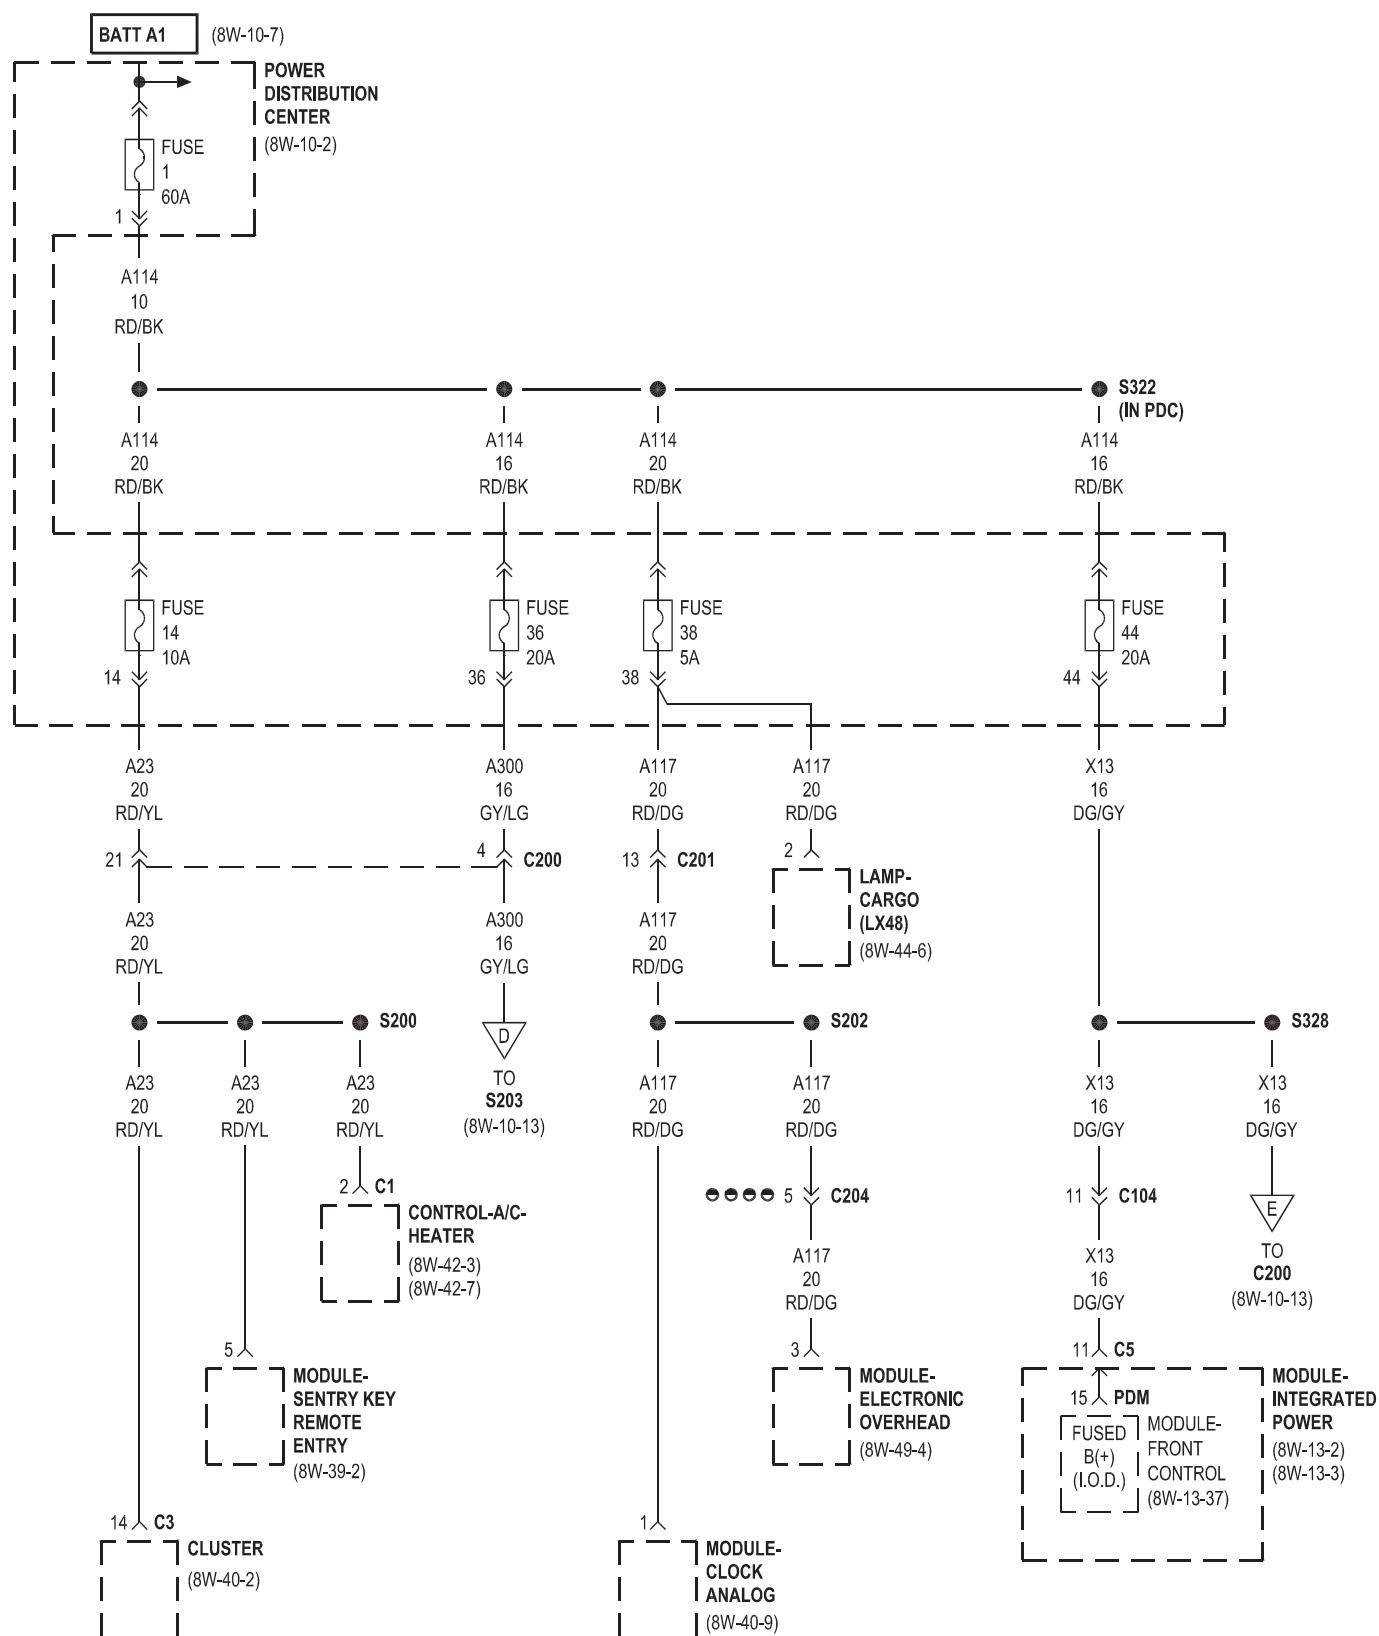 BATT A1 (8W-10-7)
POWER
DISTRIBUTION
CENTER
(8W-10-2)
FUSE
1
60A
1
A114
10
RD/BK
S322
(IN PDC)
A114 A114 A114 A114
20 16 20 16
RD/BK RD/BK RD/BK RD/BK
FUSE FUSE FUSE FUSE
14 36 38 44
10A 20A 5A 20A
14 36 38 44
A23 A300 A117 A117 X13
20 16 20 20 16
RD/YL GY/LG RD/DG RD/DG DG/GY
21 4 C200 13 C201 2
LAMP-
CARGO
(LX48)
(8W-44-6)
A23 A300 A117
20 16 20
RD/YL GY/LG RD/DG
S200 D S202 S328
TO
S203
(8W-10-13)
A23 A23 A23 A117 A117 X13 X13
20 20 20 20 20 16 16
RD/YL RD/YL RD/YL RD/DG RD/DG DG/GY DG/GY
2 C1 5 C204 11 C104 E
CONTROL-A/C-
HEATER
(8W-42-3)
(8W-42-7)
TO
C200
(8W-10-13)
A117 X13
20 16
RD/DG DG/GY
5 3 11 C5
MODULE-
SENTRY KEY
REMOTE
ENTRY
(8W-39-2)
MODULE-
ELECTRONIC
OVERHEAD
(8W-49-4)
15 PDM
FUSED
B(+)
(I.O.D.)
MODULE-
FRONT
CONTROL
(8W-13-37)
MODULE-
INTEGRATED
POWER
(8W-13-2)
(8W-13-3)
14 C3 1
CLUSTER
(8W-40-2)
MODULE-
CLOCK
ANALOG
(8W-40-9)